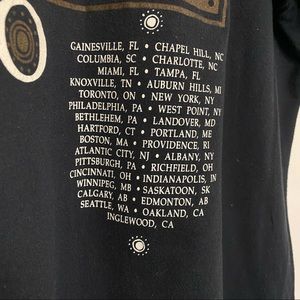 GAINESVILLE, FL • CHAPEL HILL, NC
COLUMBIA, SC • CHARLOTTE, NC
MIAMI, FL • TAMPA, FL
KNOXVILLE, TN • AUBURN HILLS, MI
TORONTO, ON • NEW YORK, NY
PHILADELPHIA, PA • WEST POINT, NY
BETHLEHEM, PA • LANDOVER, MD
HARTFORD, CT • PORTLAND, ME
BOSTON, MA • PROVIDENCE, RI
ATLANTIC CITY, NJ • ALBANY, NY
PITTSBURGH, PA • RICHFIELD, OH
CINCINNATI, OH • INDIANAPOLIS, IN
WINNIPEG, MB • SASKATOON, SK
CALGARY, AB • EDMONTON, AB
SEATTLE, WA • OAKLAND, CA
INGLEWOOD, CA